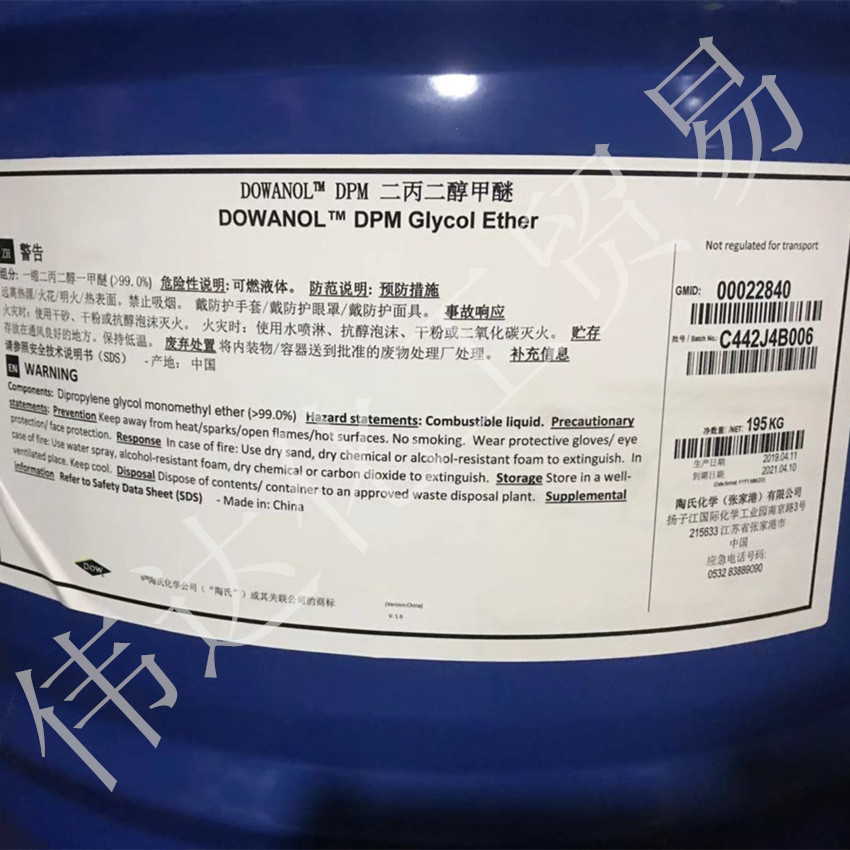 DOWANOL™ DPM 二丙二醇甲醚
DOWANOL™ DPM Glycol Ether
ZH 警告
组分: 一缩二丙二醇一甲醚 (>99.0%) 危险性说明: 可燃液体。 防范说明: 预防措施
远离热源/火花/明火/热表面。禁止吸烟。 戴防护手套/戴防护眼罩/戴防护面具。 事故响应
火灾时: 使用干砂、干粉或抗醇泡沫灭火。 火灾时: 使用水喷淋、抗醇泡沫、干粉或二氧化碳灭火。 贮存
存放在通风良好的地方。保持低温。 废弃处置 将内装物/容器送到批准的废物处理厂处理。 补充信息
请参照安全技术说明书 (SDS) - 产地: 中国
EN WARNING
Components: Dipropylene glycol monomethyl ether (>99.0%) Hazard statements: Combustible liquid. Precautionary
statements: Prevention Keep away from heat/sparks/open flames/hot surfaces. No smoking. Wear protective gloves/ eye
protection/ face protection. Response In case of fire: Use dry sand, dry chemical or alcohol-resistant foam to extinguish. In
case of fire: Use water spray, alcohol-resistant foam, dry chemical or carbon dioxide to extinguish. Storage Store in a well-
ventilated place. Keep cool. Disposal Dispose of contents/ container to an approved waste disposal plant. Supplemental
information Refer to Safety Data Sheet (SDS) - Made in: China
DOW
®™陶氏化学公司 (“陶氏”) 或其关联公司的商标
(Version:China)
V: 1.0
Not regulated for transport
GMID: 00022840
批号 / Batch No.: C442J4B006
净数量: NET: 195 KG
生产日期 2019.04.11
到期日期 2021.04.10
陶氏化学 (张家港) 有限公司
扬子江国际化学工业园南京路3号
215633 江苏省张家港市
中国
应急电话号码:
0532 83889090
伟达化工贸易